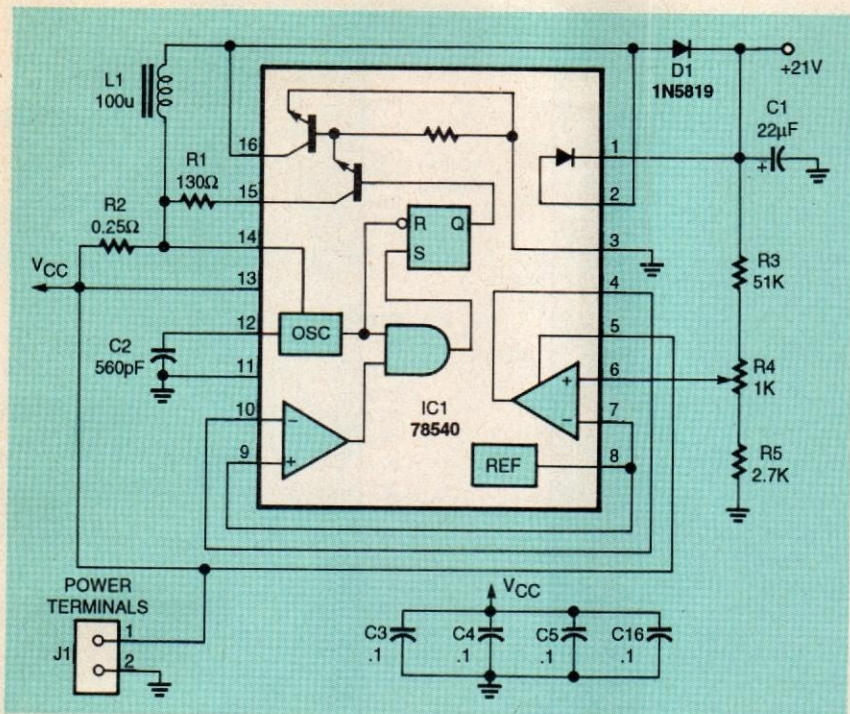 L1
100u
D1
1N5819
+21V
C1
22µF
+
16
R1
130Ω
15
1
2
R2
0.25Ω
14
R
Q
S
3
VCC
13
4
R3
51K
12
OSC
5
C2
560pF
11
6
+
R4
1K
10
−
IC1
78540
−
7
9
+
REF
8
R5
2.7K
POWER
TERMINALS
VCC
1
J1
2
C3
.1
C4
.1
C5
.1
C16
.1